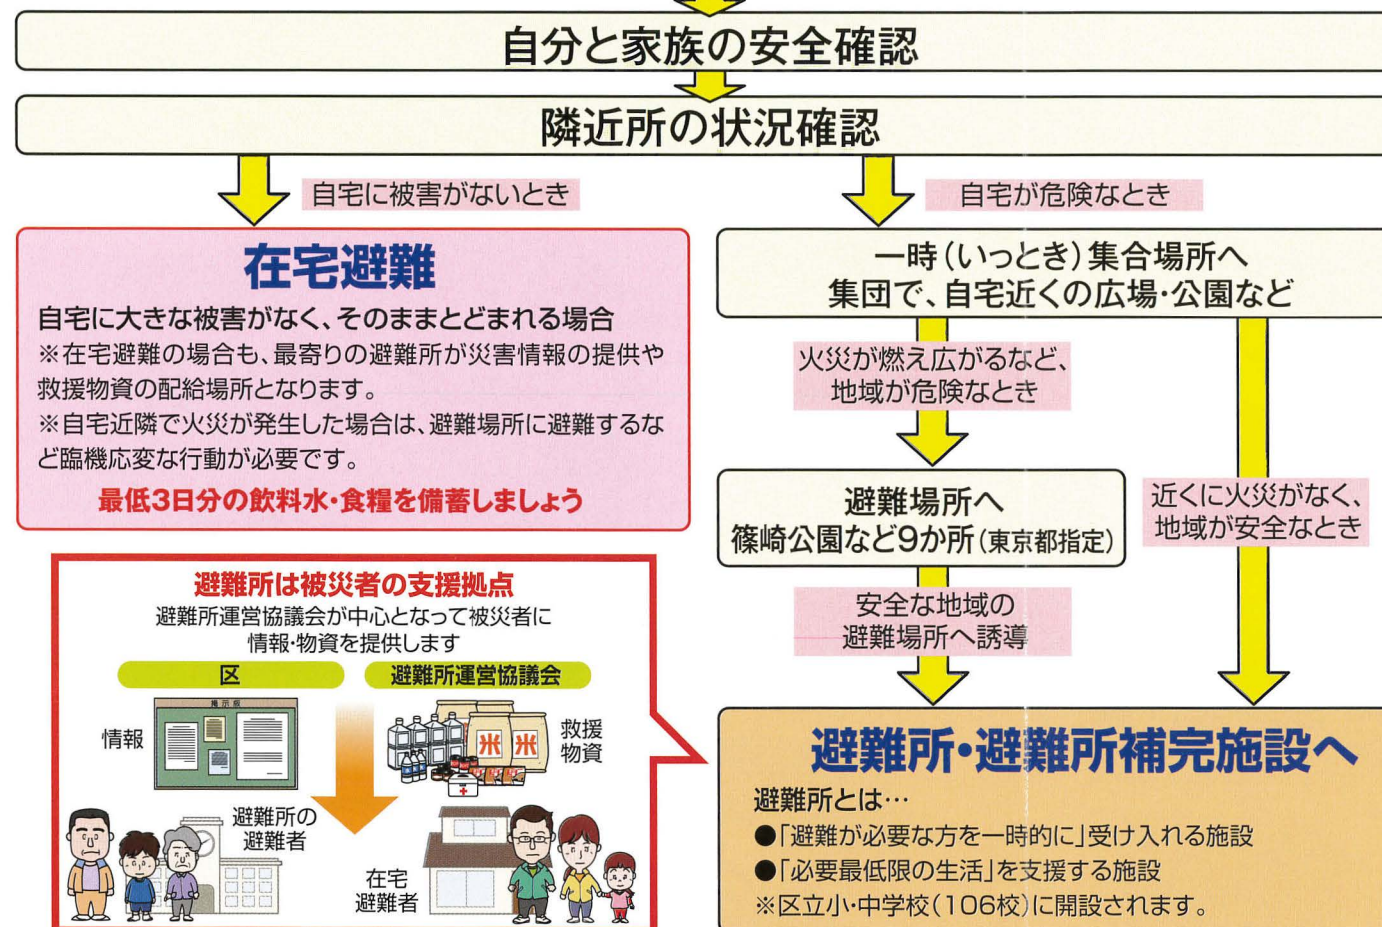 自分と家族の安全確認
隣近所の状況確認
自宅に被害がないとき
自宅が危険なとき
在宅避難
自宅に大きな被害がなく、そのままとどまれる場合
※在宅避難の場合も、最寄りの避難所が災害情報の提供や
救援物資の配給場所となります。
※自宅近隣で火災が発生した場合は、避難場所に避難するな
ど臨機応変な行動が必要です。
最低3日分の飲料水・食糧を備蓄しましょう
一時(いっとき)集合場所へ
集団で、自宅近くの広場・公園など
火災が燃え広がるなど、
地域が危険なとき
避難場所へ
篠崎公園など9か所(東京都指定)
近くに火災がなく、
地域が安全なとき
安全な地域の
避難場所へ誘導
避難所は被災者の支援拠点
避難所運営協議会が中心となって被災者に
情報・物資を提供します
区
避難所運営協議会
掲示板
情報
米
米
救援
物資
避難所の
避難者
在宅
避難者
避難所・避難所補完施設へ
避難所とは…
●「避難が必要な方を一時的に」受け入れる施設
●「必要最低限の生活」を支援する施設
※区立小・中学校(106校)に開設されます。